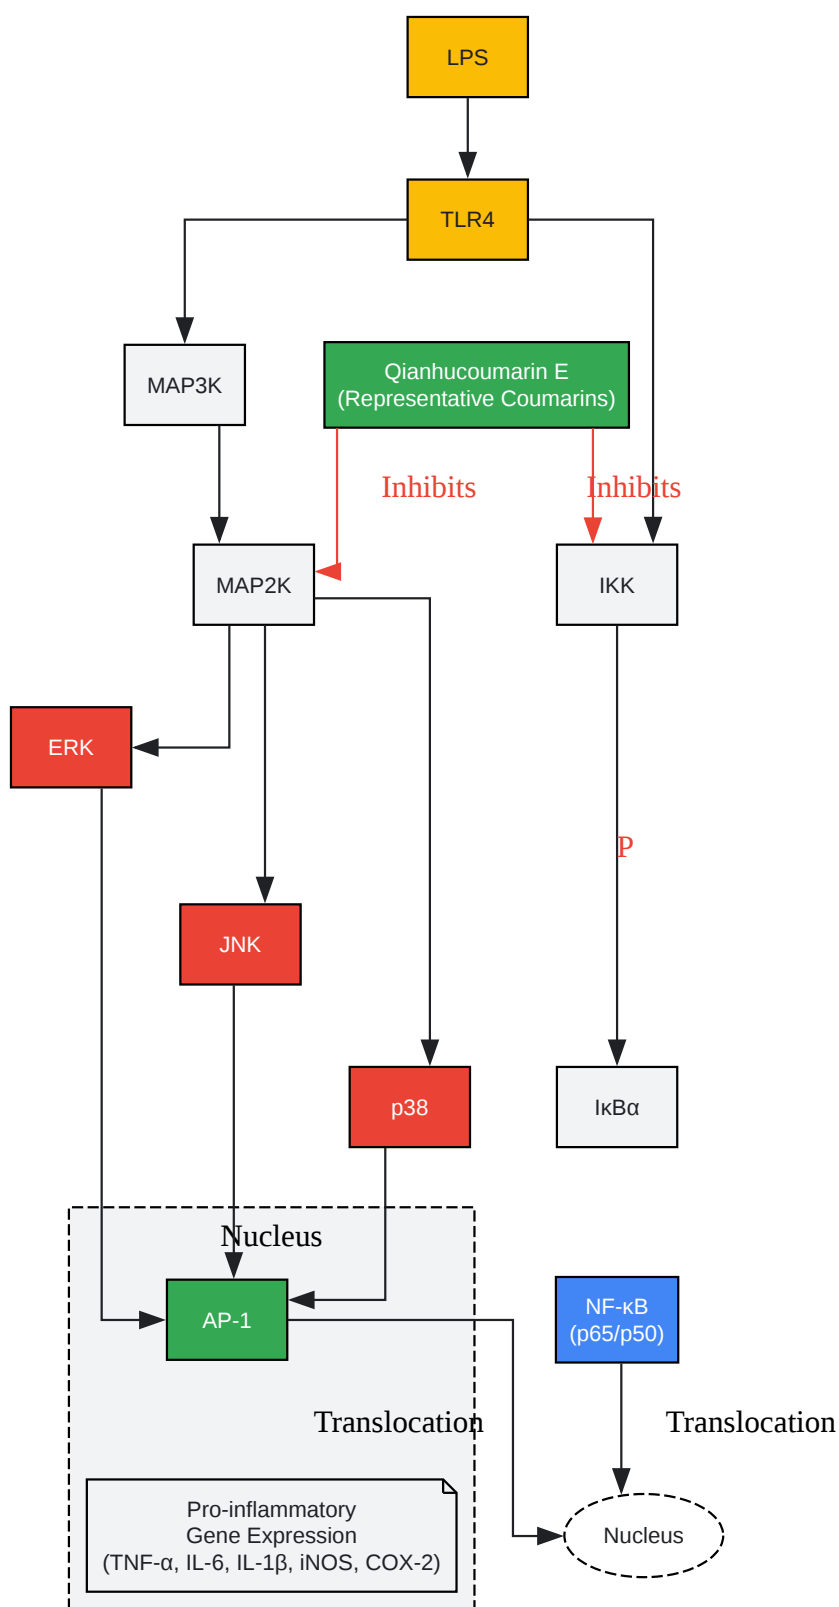 LPS
TLR4
MAP3K
Qianhucoumarin E
(Representative Coumarins)
Inhibits
Inhibits
MAP2K
IKK
ERK
P
JNK
p38
IκBα
Nucleus
AP-1
NF-κB
(p65/p50)
Translocation
Translocation
Pro-inflammatory
Gene Expression
(TNF-α, IL-6, IL-1β, iNOS, COX-2)
Nucleus